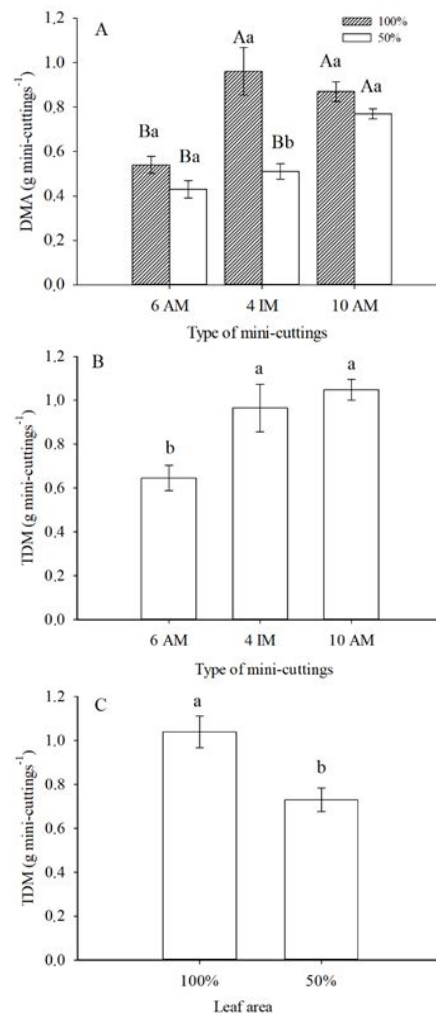 A
100%
50%
1.2
1.0
0.8
0.6
0.4
0.2
0.0
DMA (g mini-cuttings⁻¹)
Ba
Ba
Aa
Bb
Aa
Aa
6 AM 4 IM 10 AM
Type of mini-cuttings
B
1.2
1.0
0.8
0.6
0.4
0.2
0.0
TDM (g mini-cuttings⁻¹)
b
a
a
6 AM 4 IM 10 AM
Type of mini-cuttings
C
1.2
1.0
0.8
0.6
0.4
0.2
0.0
TDM (g mini-cuttings⁻¹)
a
b
100% 50%
Leaf area